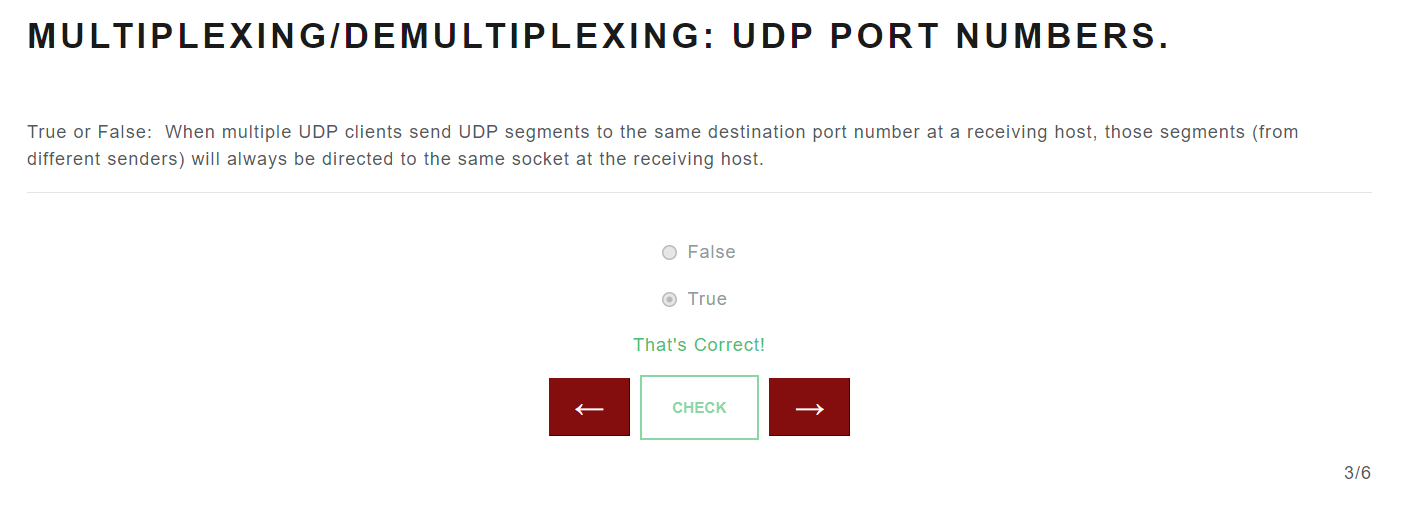 MULTIPLEXING/DEMULTIPLEXING: UDP PORT NUMBERS.
True or False:  When multiple UDP clients send UDP segments to the same destination port number at a receiving host, those segments (from
different senders) will always be directed to the same socket at the receiving host.
False
True
That's Correct!
← CHECK →
3/6